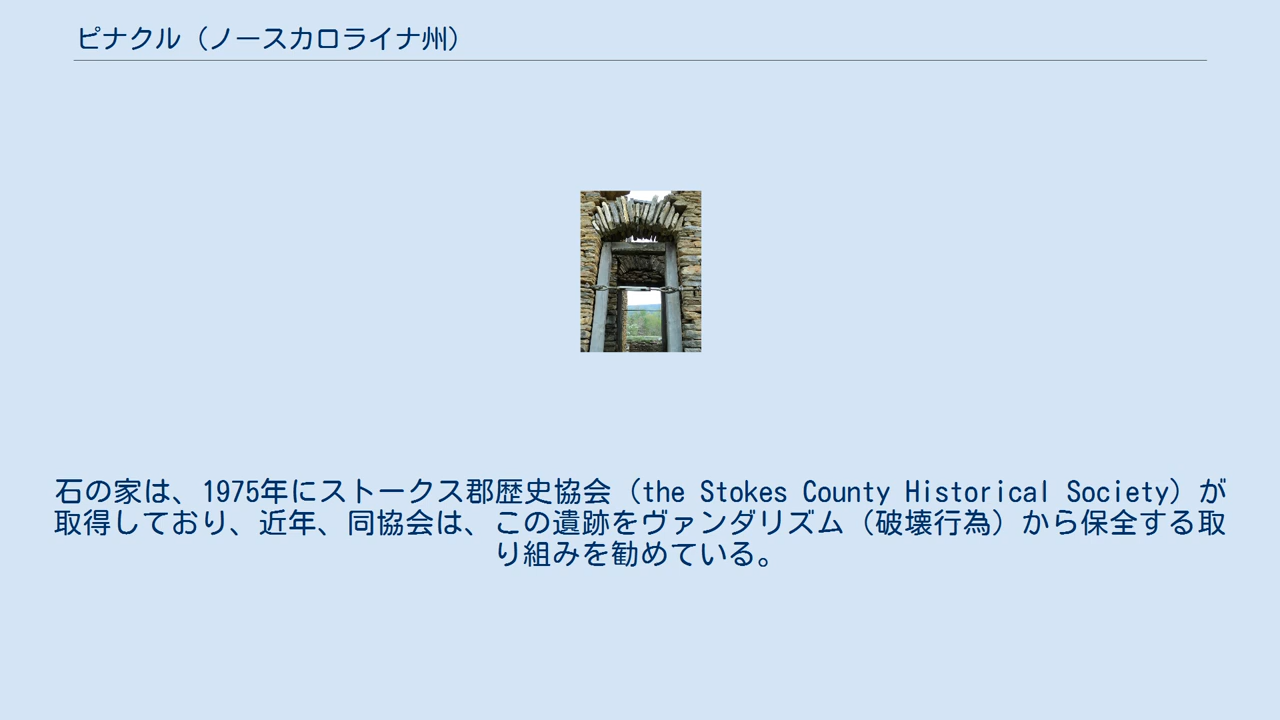 ピナクル（ノースカロライナ州）
石の家は、1975年にストークス郡歴史協会（the Stokes County Historical Society）が
取得しており、近年、同協会は、この遺跡をヴァンダリズム（破壊行為）から保全する取
り組みを勧めている。